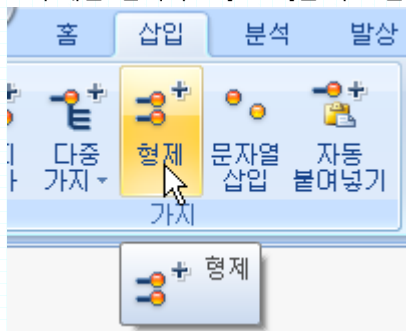 홈 삽입 분석 발상
다중 형제 문자열 자동
가지 삽입 붙여넣기
가지
형제